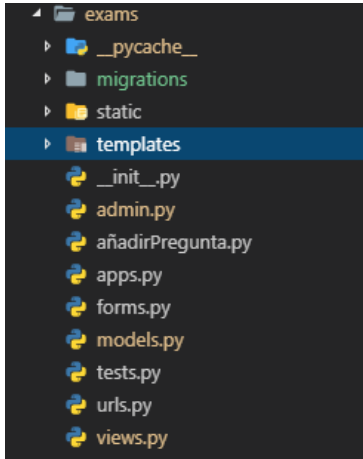 exams
__pycache__
migrations
static
templates
__init__.py
admin.py
añadirPregunta.py
apps.py
forms.py
models.py
tests.py
urls.py
views.py